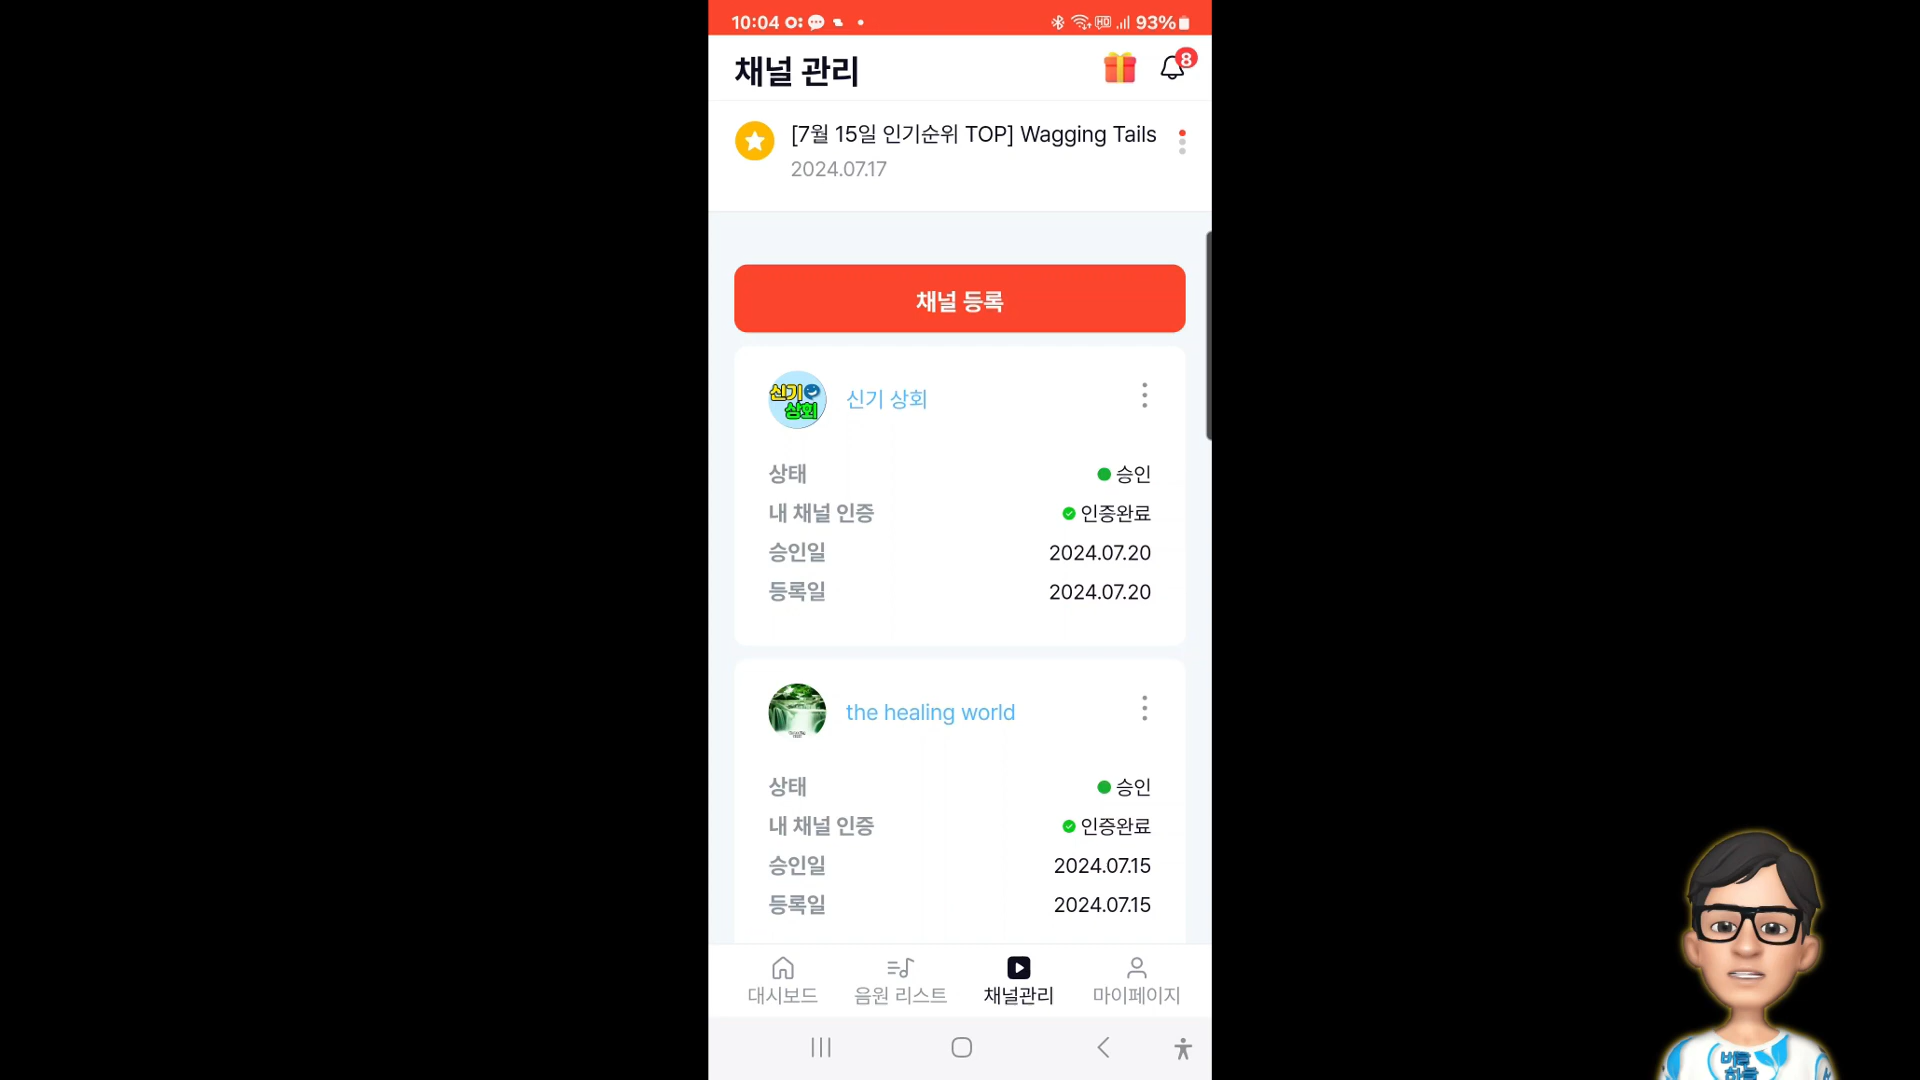 10:04
HD 93%
채널 관리
8
[7월 15일 인기순위 TOP] Wagging Tails
2024.07.17
채널 등록
신기
상회
신기 상회
상태
승인
내 채널 인증
인증완료
승인일
2024.07.20
등록일
2024.07.20
the healing world
상태
승인
내 채널 인증
인증완료
승인일
2024.07.15
등록일
2024.07.15
대시보드
음원 리스트
채널관리
마이페이지